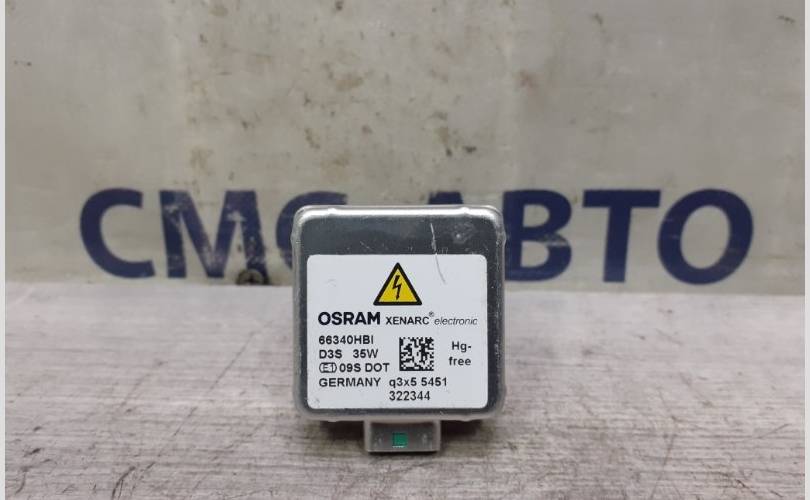 СМС-АВТО
OSRAM XENARC® electronic
66340HBI
D3S 35W
Hg-
free
E1 09S DOT
GERMANY q3x5 5451
322344